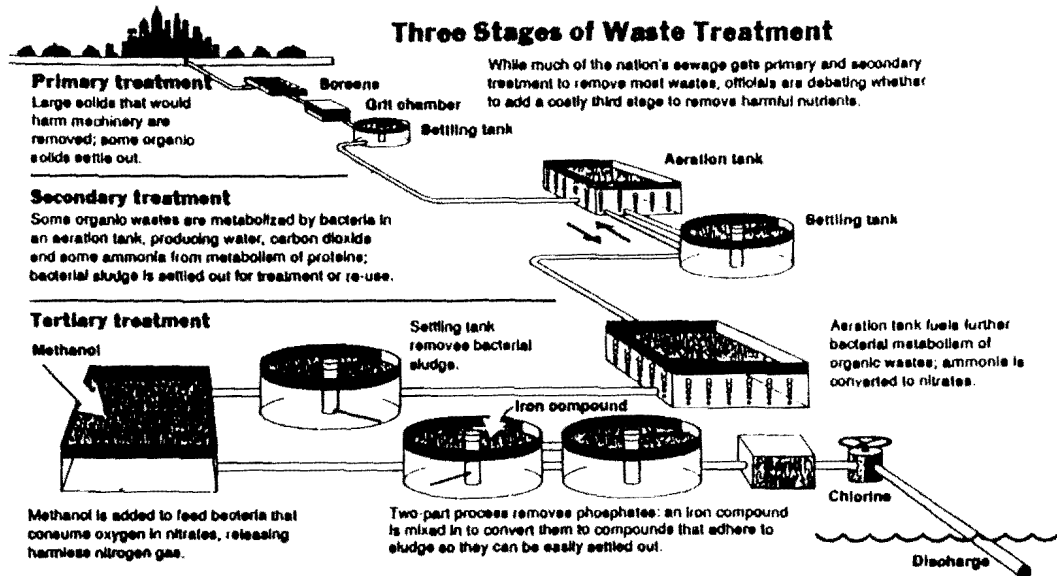 Three Stages of Waste Treatment
While much of the nation's sewage gets primary and secondary
treatment to remove most wastes, officials are debating whether
to add a costly third stage to remove harmful nutrients.
Primary treatment
Large solids that would
harm machinery are
removed; some organic
solids settle out.
Screens
Grit chamber
Settling tank
Secondary treatment
Some organic wastes are metabolized by bacteria in
an aeration tank, producing water, carbon dioxide
and some ammonia from metabolism of proteins;
bacterial sludge is settled out for treatment or re-use.
Aeration tank
Settling tank
Tertiary treatment
Methanol
Settling tank
removes bacterial
sludge.
Aeration tank fuels further
bacterial metabolism of
organic wastes; ammonia is
converted to nitrates.
Iron compound
Chlorine
Methanol is added to feed bacteria that
consume oxygen in nitrates, releasing
harmless nitrogen gas.
Two-part process removes phosphates: an iron compound
is mixed in to convert them to compounds that adhere to
sludge so they can be easily settled out.
Discharge